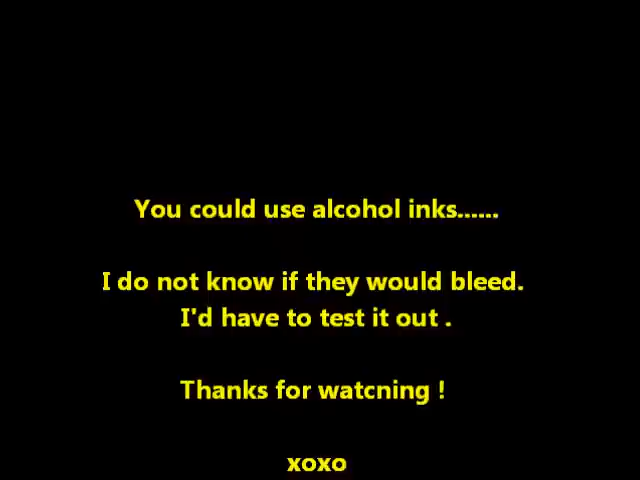 You could use alcohol inks......
I do not know if they would bleed.
I'd have to test it out .
Thanks for watcning !
xoxo